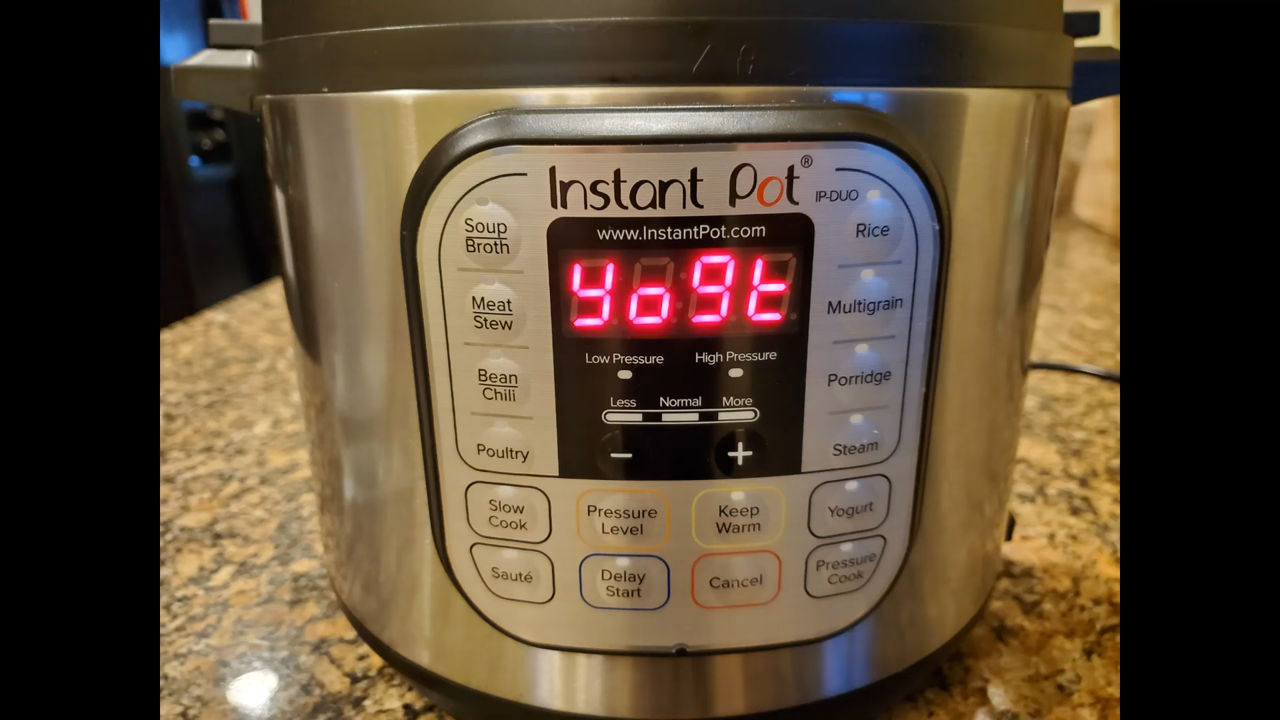 Instant Pot® IP-DUO
www.InstantPot.com
yogt
Low Pressure High Pressure
Less Normal More
− +
Soup
Broth
Meat
Stew
Bean
Chili
Poultry
Rice
Multigrain
Porridge
Steam
Slow
Cook
Pressure
Level
Keep
Warm
Yogurt
Sauté
Delay
Start
Cancel
Pressure
Cook